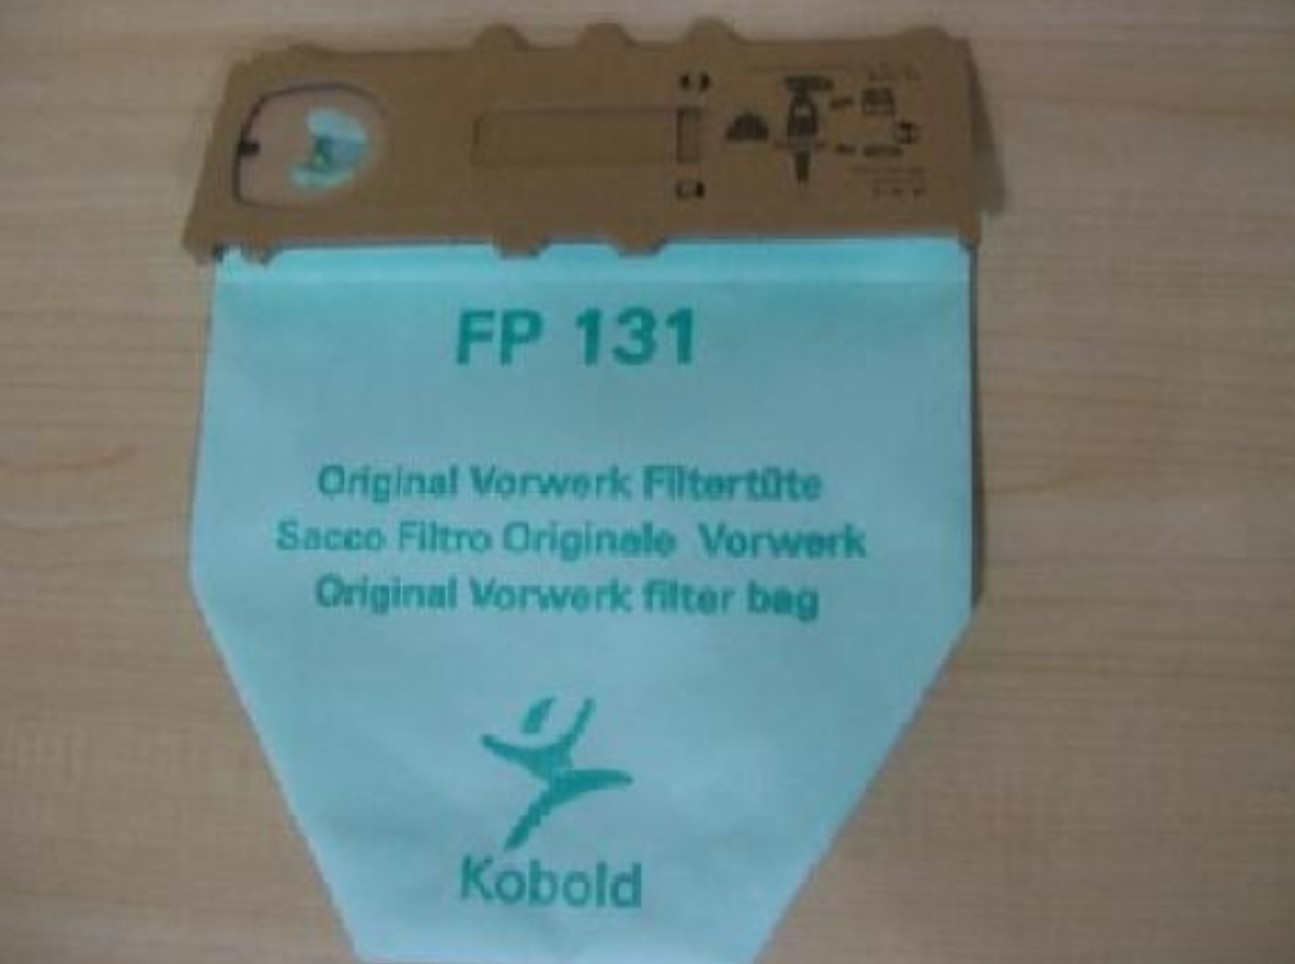 FP 131
Original Vorwerk Filtertüte
Sacco Filtro Originale Vorwerk
Original Vorwerk filter bag
Kobold